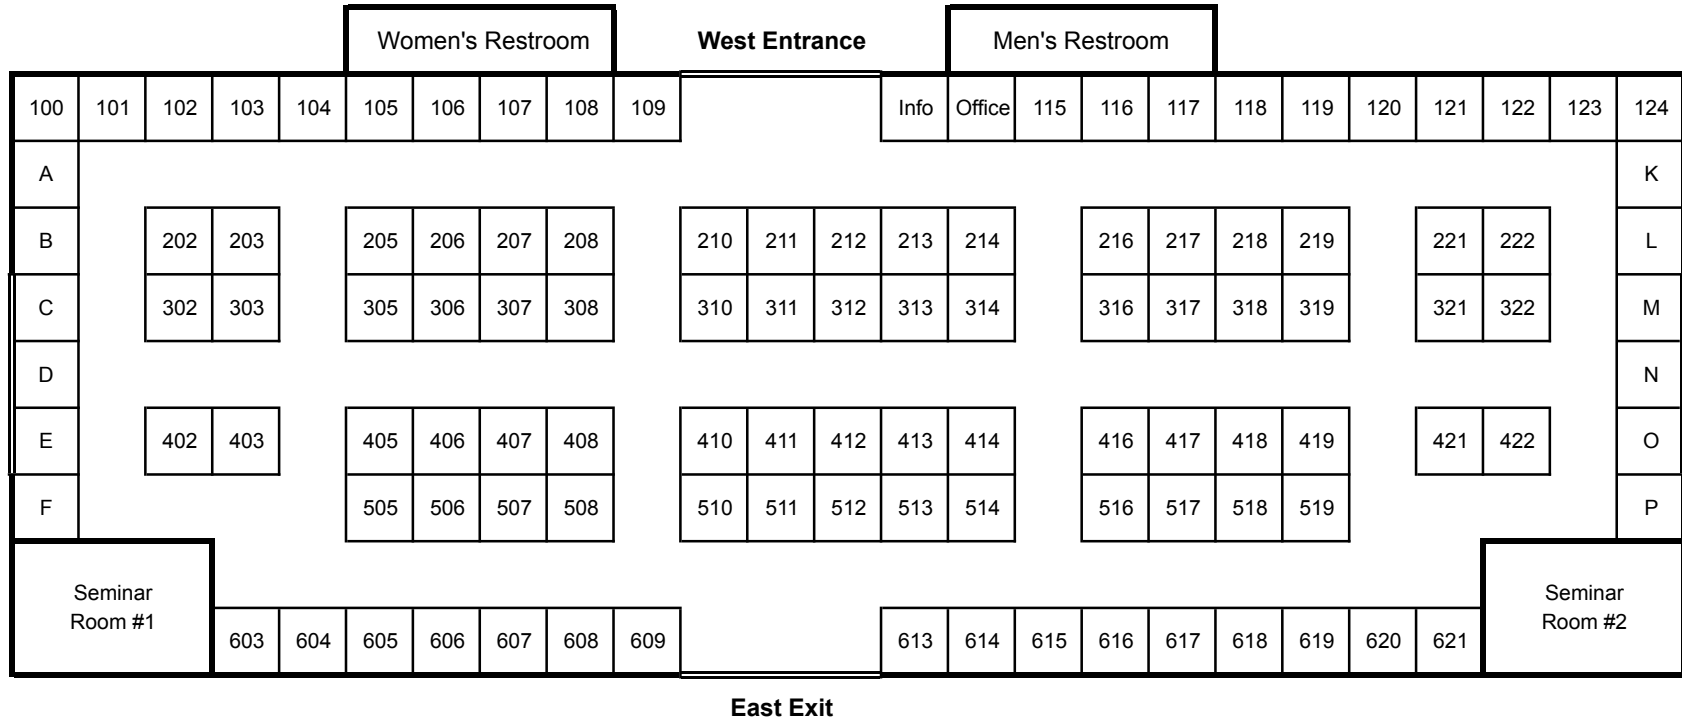 Women's Restroom West Entrance Men's Restroom
100 101 102 103 104 105 106 107 108 109 Info Office 115 116 117 118 119 120 121 122 123 124
A K
B 202 203 205 206 207 208 210 211 212 213 214 216 217 218 219 221 222 L
C 302 303 305 306 307 308 310 311 312 313 314 316 317 318 319 321 322 M
D N
E 402 403 405 406 407 408 410 411 412 413 414 416 417 418 419 421 422 O
F 505 506 507 508 510 511 512 513 514 516 517 518 519 P
Seminar
Room #1
Seminar
Room #2
603 604 605 606 607 608 609 613 614 615 616 617 618 619 620 621
East Exit